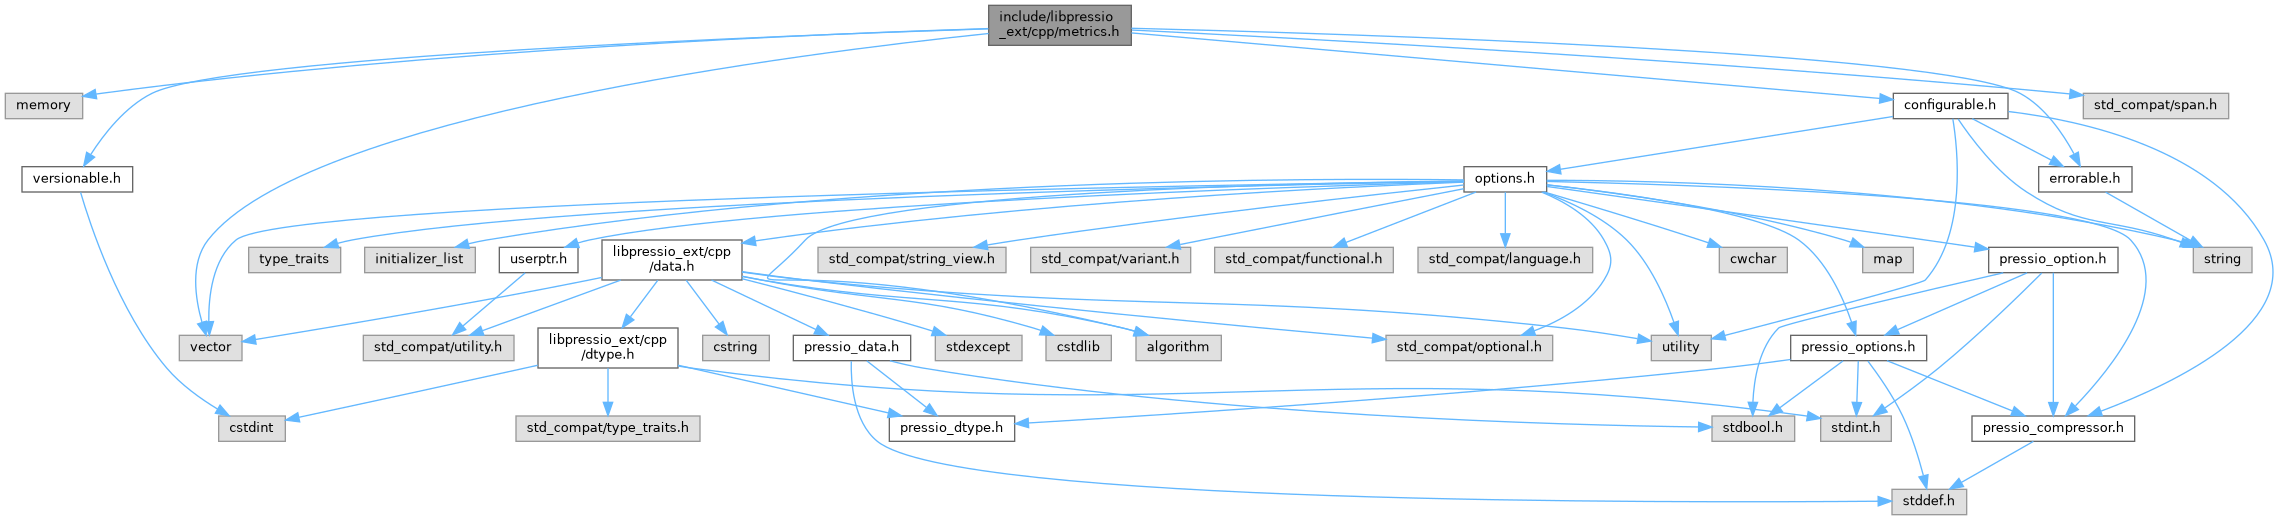 include/libpressio
_ext/cpp/metrics.h
memory
configurable.h
std_compat/span.h
versionable.h
options.h
errorable.h
type_traits
initializer_list
userptr.h
libpressio_ext/cpp
/data.h
std_compat/string_view.h
std_compat/variant.h
std_compat/functional.h
std_compat/language.h
cwchar
map
pressio_option.h
string
vector
std_compat/utility.h
libpressio_ext/cpp
/dtype.h
cstring
pressio_data.h
stdexcept
cstdlib
algorithm
std_compat/optional.h
utility
pressio_options.h
cstdint
std_compat/type_traits.h
pressio_dtype.h
stdbool.h
stdint.h
pressio_compressor.h
stddef.h